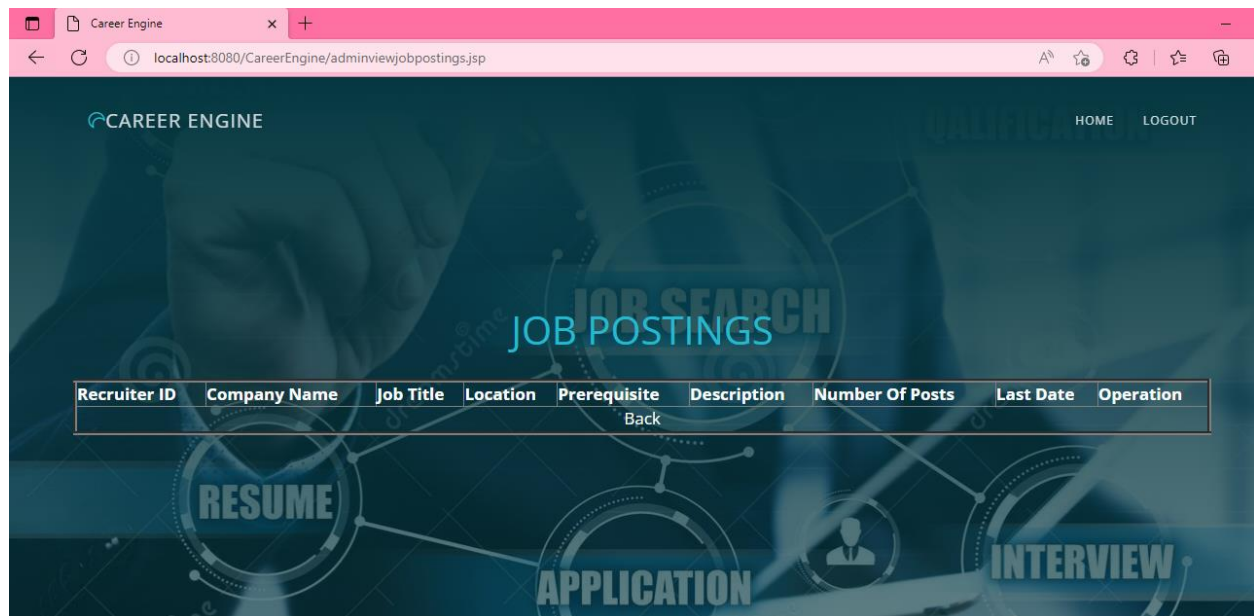 Career Engine
localhost:8080/CareerEngine/adminviewjobpostings.jsp
CAREER ENGINE
HOME LOGOUT
JOB SEARCH
JOB POSTINGS
Recruiter ID Company Name Job Title Location Prerequisite Description Number Of Posts Last Date Operation
Back
dreamstime
RESUME
APPLICATION
INTERVIEW